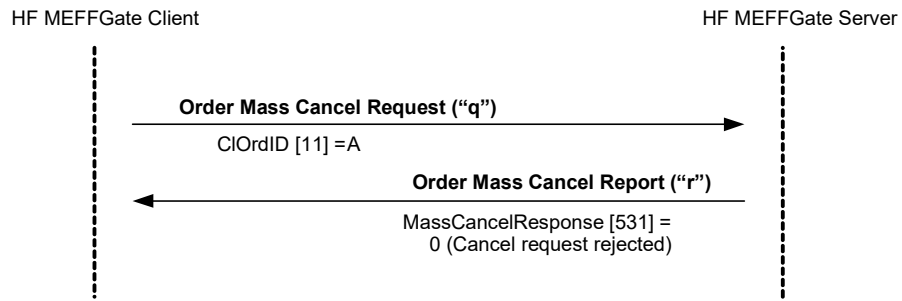 HF MEFFGate Client
HF MEFFGate Server
Order Mass Cancel Request (“q”)
ClOrdID [11] =A
Order Mass Cancel Report (“r”)
MassCancelResponse [531] =
0 (Cancel request rejected)